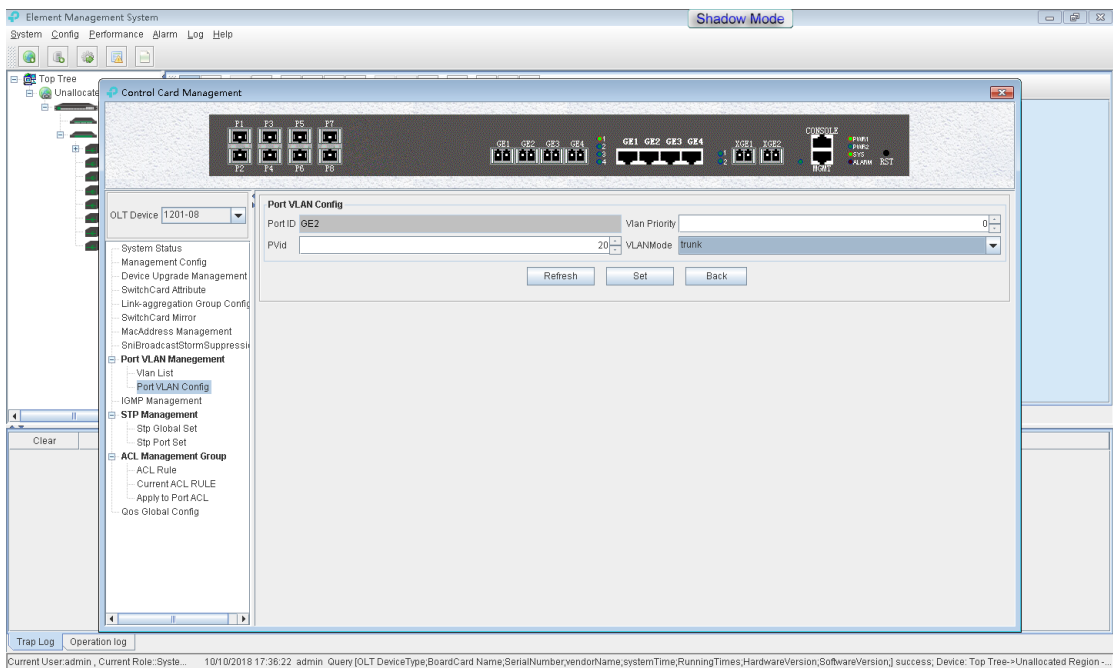 Element Management System
Shadow Mode
System Config Performance Alarm Log Help
Top Tree
Unallocate
Control Card Management
P1 P3 P5 P7
P2 P4 P6 P8
GE1 GE2 GE3 GE4
1
2
3
4
GE1 GE2 GE3 GE4
1
2
XGE1 XGE2
CONSOLE
MGMT
PWR1
PWR2
SYS
ALARM
RST
OLT Device 1201-08
System Status
Management Config
Device Upgrade Management
SwitchCard Attribute
Link-aggregation Group Config
SwitchCard Mirror
MacAddress Management
SniBroadcastStormSuppressi
Port VLAN Manegement
Vlan List
Port VLAN Config
IGMP Management
STP Management
Stp Global Set
Stp Port Set
ACL Management Group
ACL Rule
Current ACL RULE
Apply to Port ACL
Qos Global Config
Port VLAN Config
Port ID GE2 Vlan Priority 0
PVid 20 VLANMode trunk
Refresh Set Back
Clear
Trap Log Operation log
Current User:admin , Current Role::Syste... 10/10/2018 17:36:22 admin Query [OLT DeviceType;BoardCard Name;SerialNumber;vendorName;systemTime;RunningTimes;HardwareVersion;SoftwareVersion;] success; Device: Top Tree->Unallocated Region -...